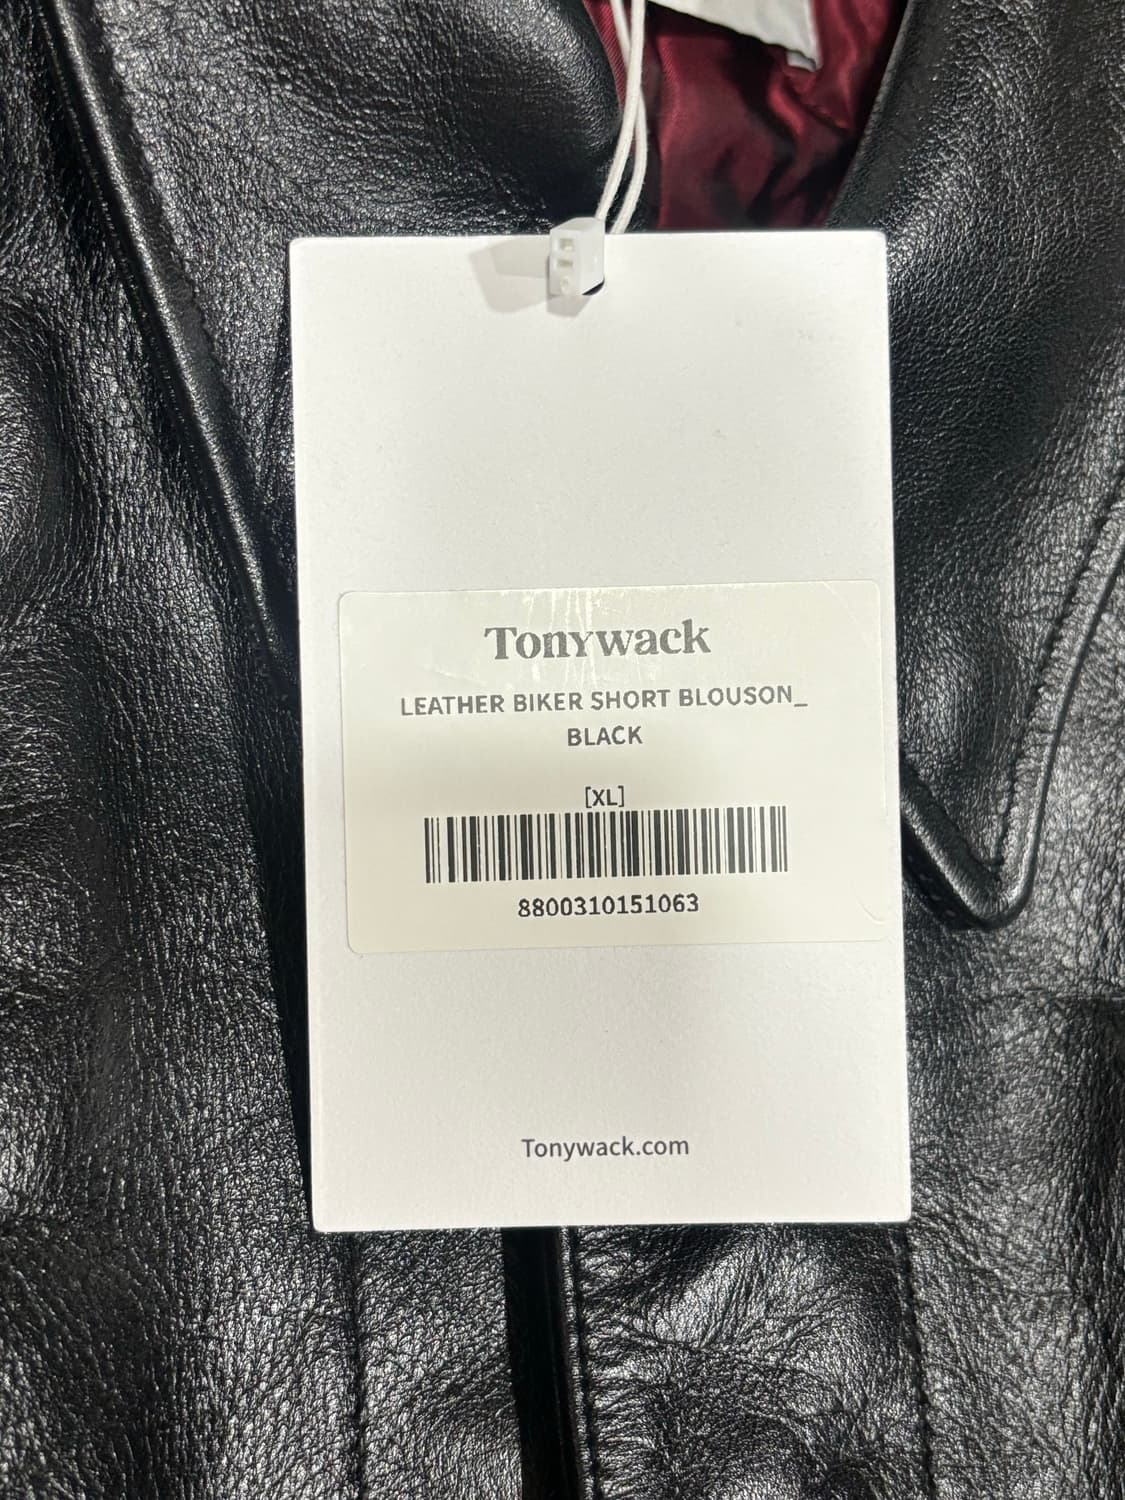 Tonywack
LEATHER BIKER SHORT BLOUSON_
BLACK
[XL]
8800310151063
Tonywack.com